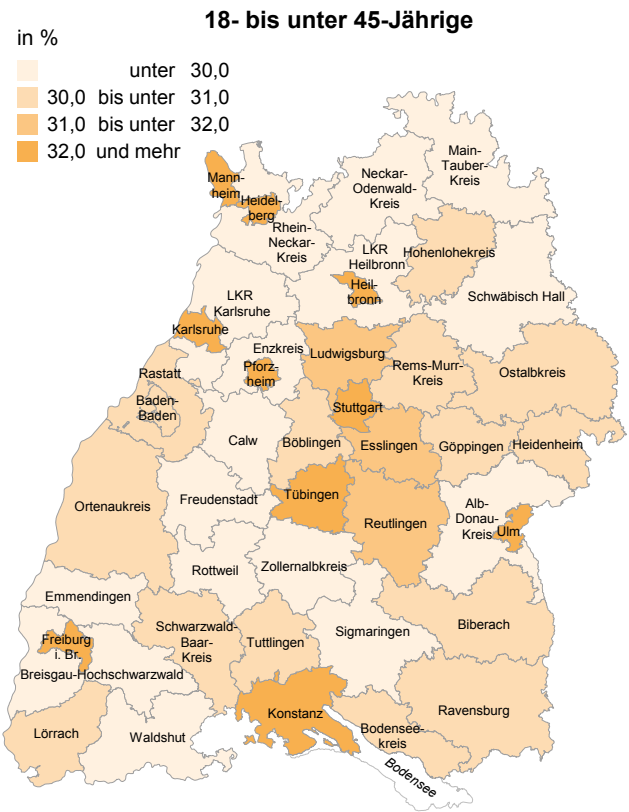 18- bis unter 45-Jährige
in %
unter 30,0
30,0 bis unter 31,0
31,0 bis unter 32,0
32,0 und mehr
Main-
Tauber-
Kreis
Neckar-
Odenwald-
Kreis
Mann-
heim
Heidel-
berg
Rhein-
Neckar-
Kreis
LKR
Heilbronn
Hohenlohekreis
Heil-
bronn
Schwäbisch Hall
LKR
Karlsruhe
Karlsruhe
Enzkreis
Ludwigsburg
Pforz-
heim
Rems-Murr-
Kreis
Ostalbkreis
Rastatt
Baden-
Baden
Stuttgart
Calw
Böblingen
Esslingen
Göppingen
Heidenheim
Ortenaukreis
Freudenstadt
Tübingen
Reutlingen
Alb-
Donau-
Kreis
Ulm
Rottweil
Zollernalbkreis
Emmendingen
Schwarzwald-
Baar-
Kreis
Tuttlingen
Sigmaringen
Biberach
Freiburg
i. Br.
Breisgau-Hochschwarzwald
Konstanz
Ravensburg
Lörrach
Waldshut
Bodensee-
kreis
Bodensee